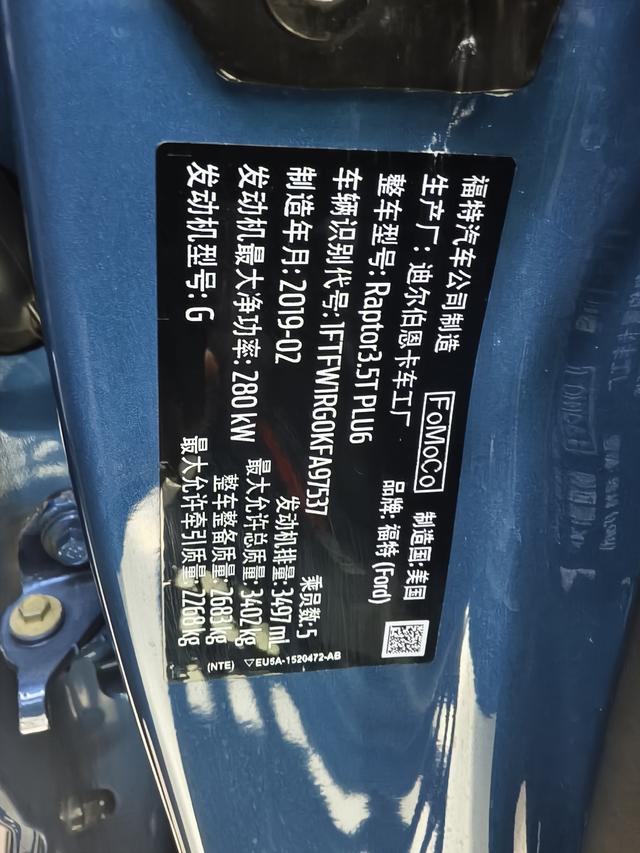 福特汽车公司制造 FoMoCo 制造国: 美国
生产厂: 迪尔伯恩卡车工厂 品牌: 福特 (Ford)
整车型号: Raptor3.5T PLU6
车辆识别代号: 1FTFW1RG0KFA97537 乘员数: 5
制造年月: 2019-02 发动机排量: 3497 ml
发动机最大净功率: 280 kW 最大允许总质量: 3402 kg
整车整备质量: 2683 kg
发动机型号: G 最大允许牵引质量: 2268 kg
(NTE) ▽EU5A-1520472-AB